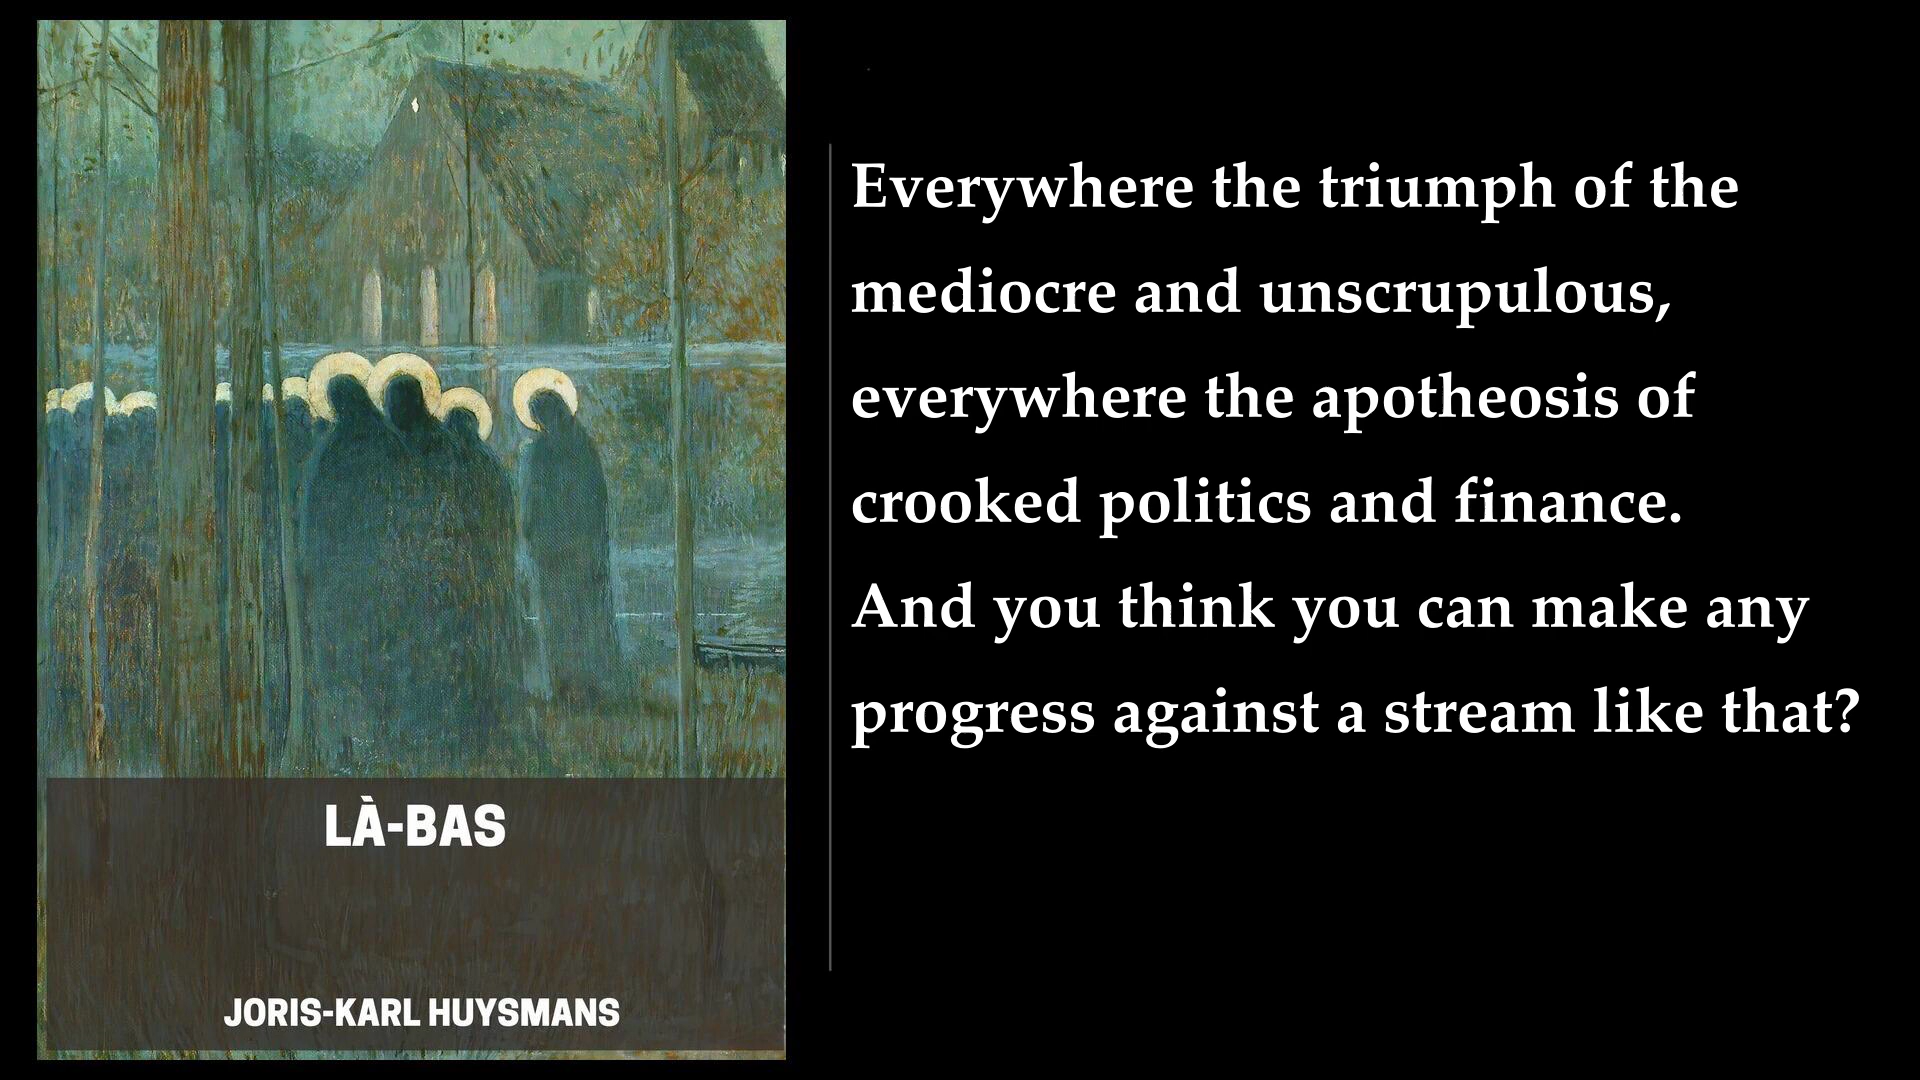 LÀ-BAS
JORIS-KARL HUYSMANS
Everywhere the triumph of the
mediocre and unscrupulous,
everywhere the apotheosis of
crooked politics and finance.
And you think you can make any
progress against a stream like that?